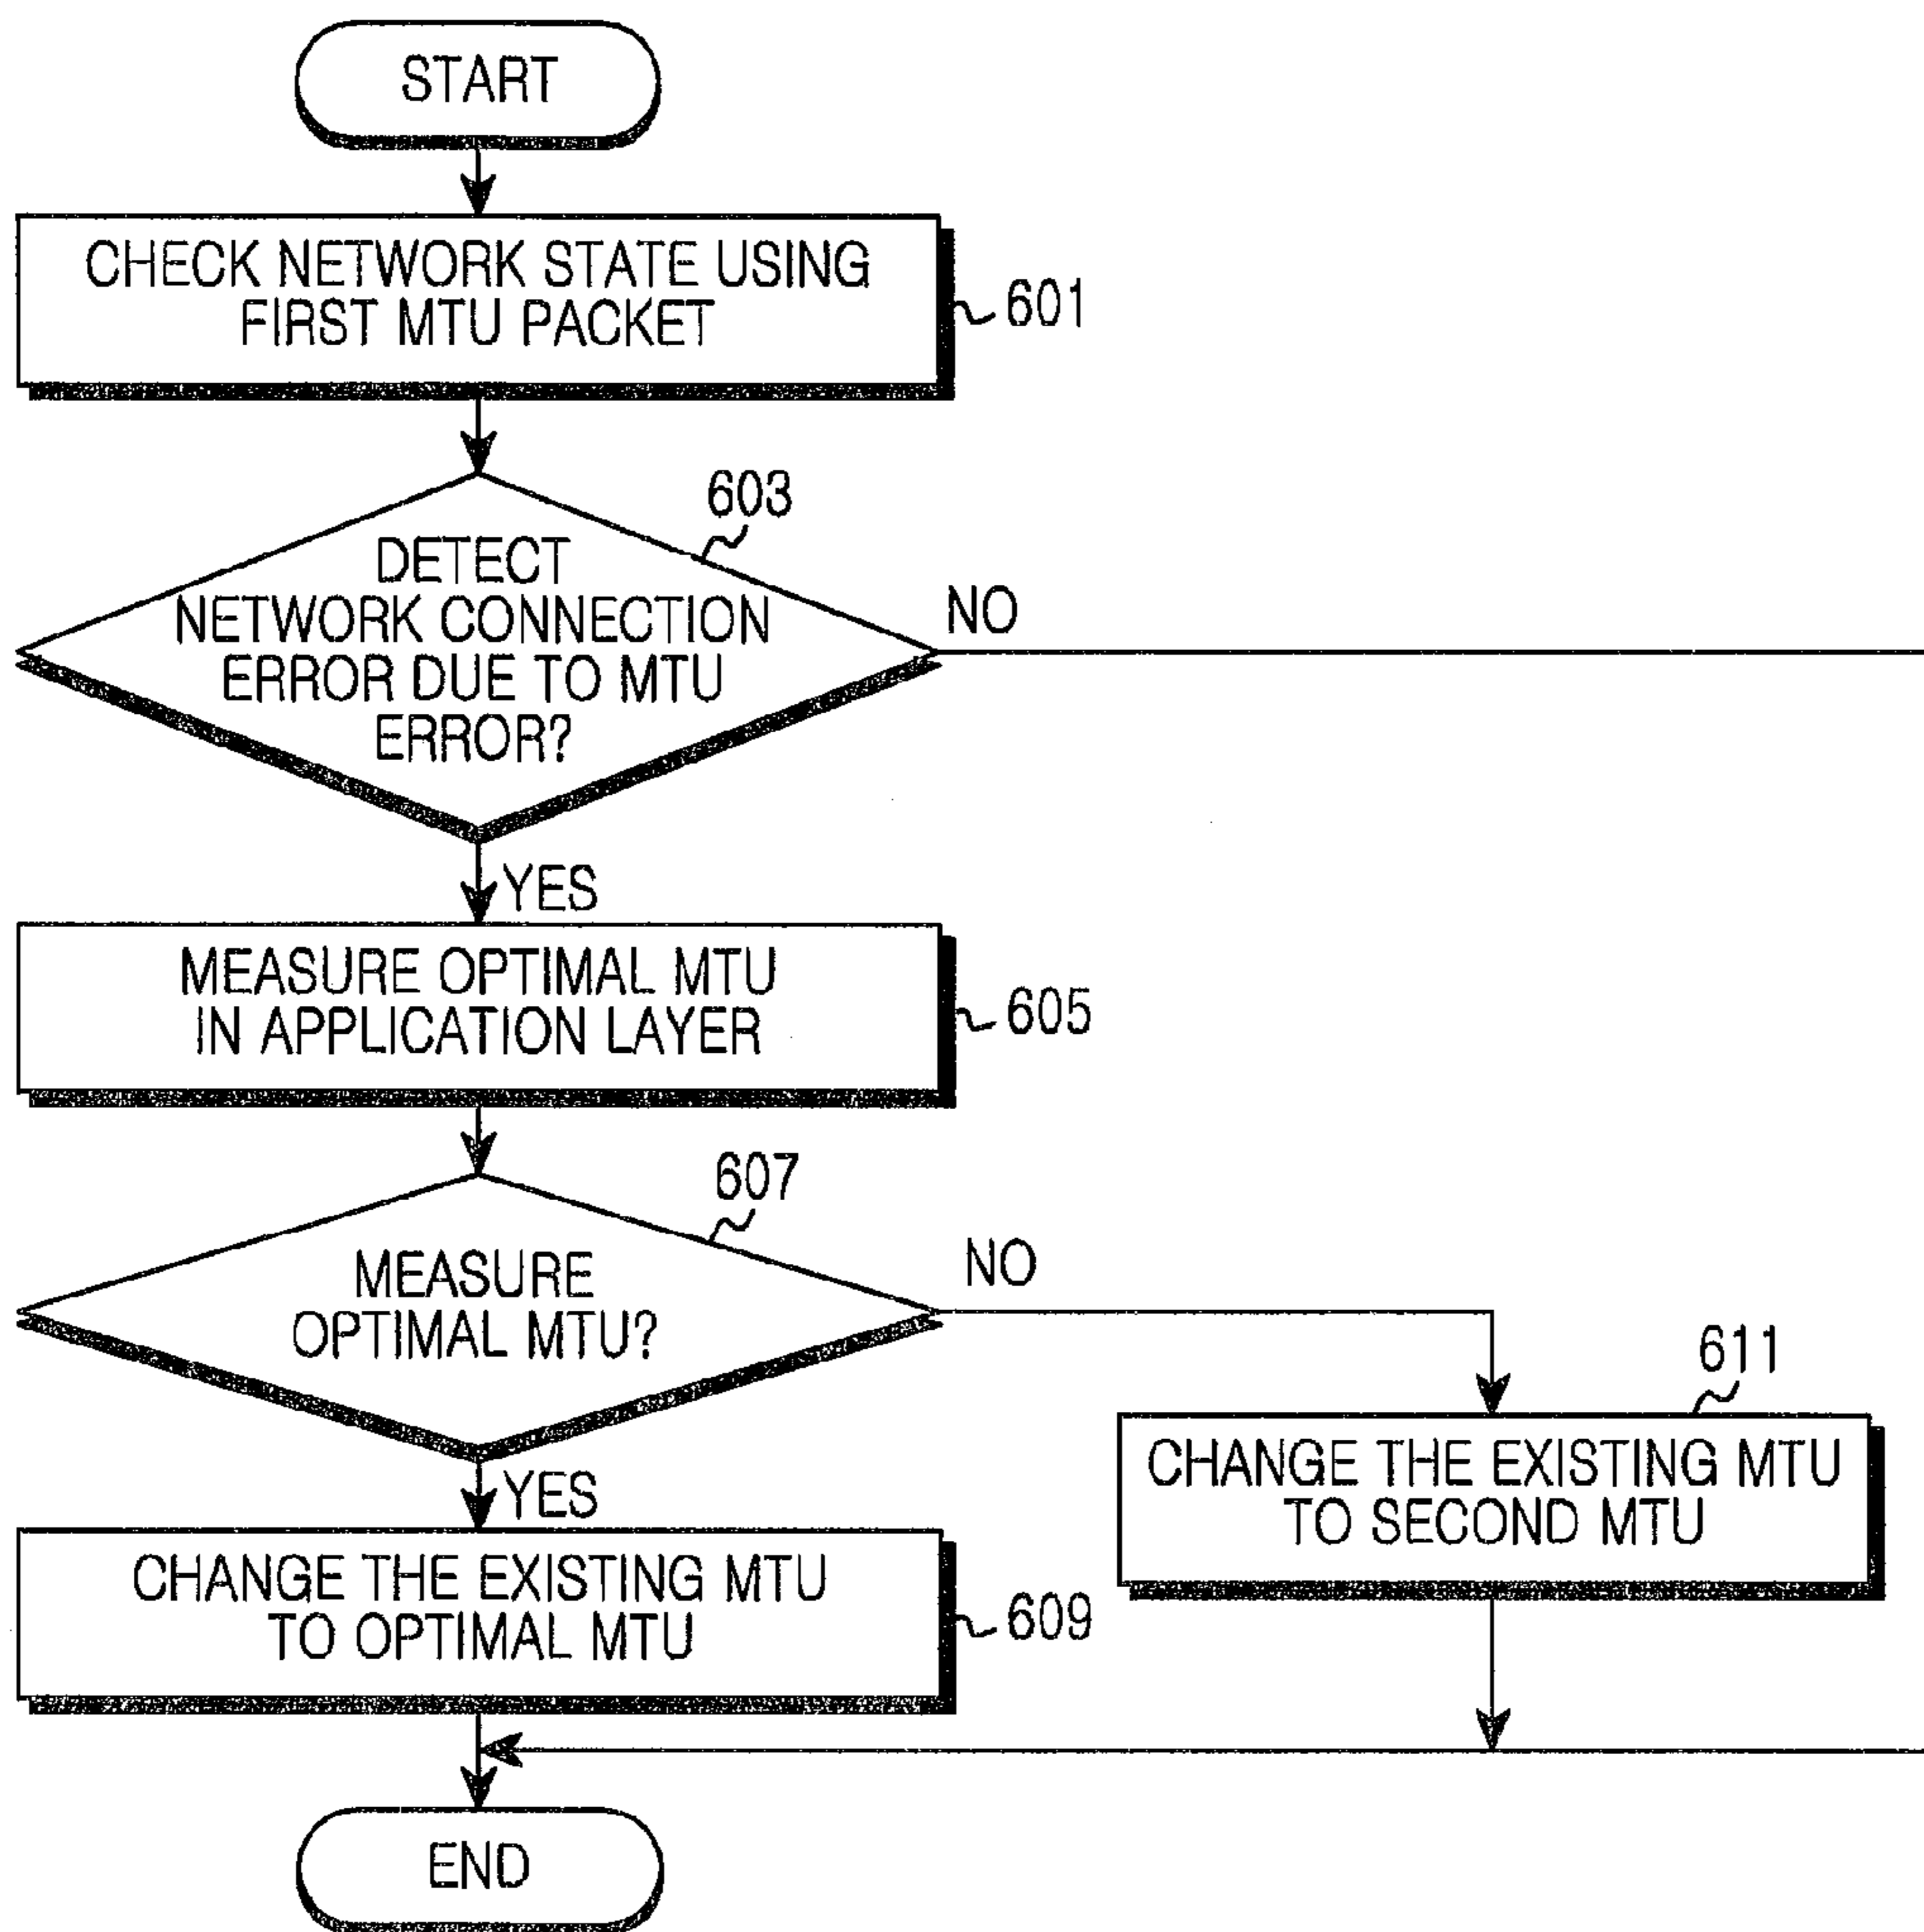 START
CHECK NETWORK STATE USING
FIRST MTU PACKET
601
603
DETECT
NETWORK CONNECTION
ERROR DUE TO MTU
ERROR?
NO
YES
MEASURE OPTIMAL MTU
IN APPLICATION LAYER
605
607
MEASURE
OPTIMAL MTU?
NO
611
CHANGE THE EXISTING MTU
TO SECOND MTU
YES
CHANGE THE EXISTING MTU
TO OPTIMAL MTU
609
END